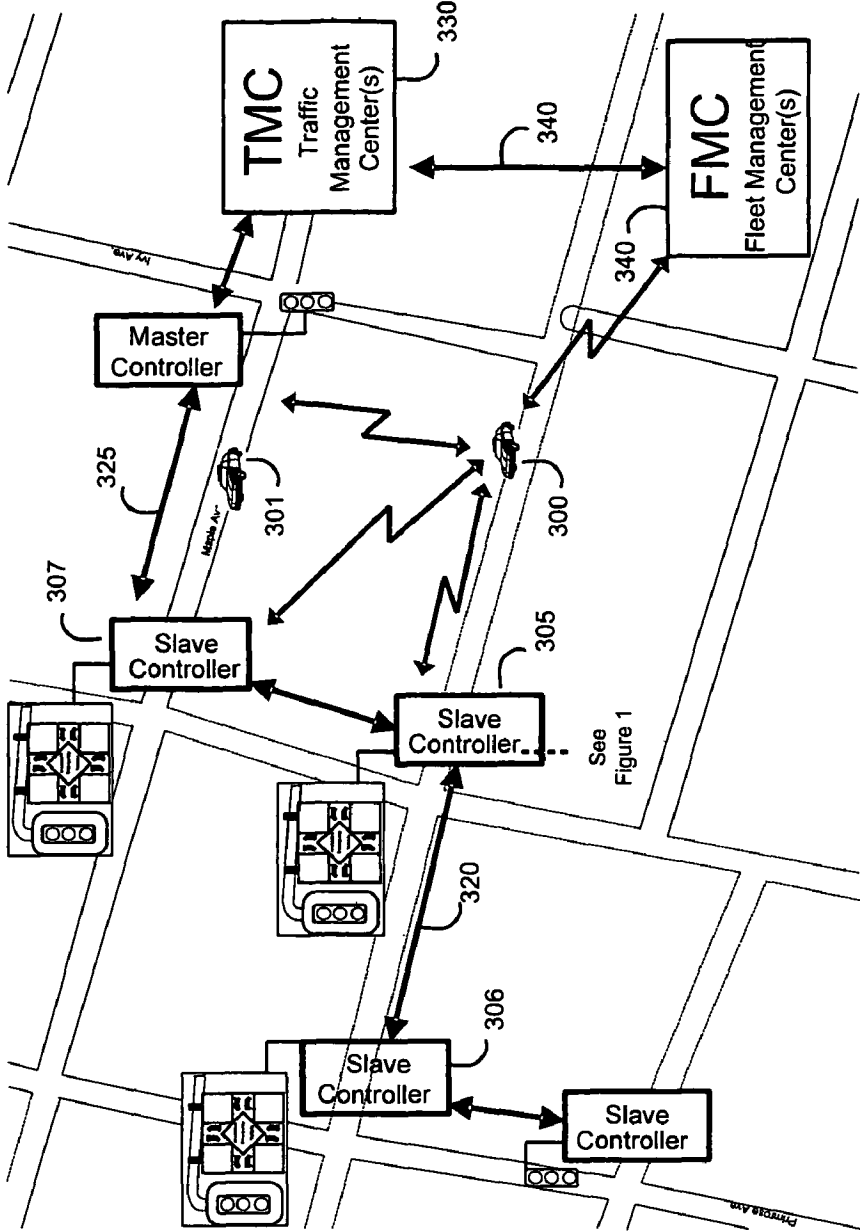 TMC
Traffic
Management
Center(s)
330
340
FMC
Fleet Management
Center(s)
340
Ivy Ave.
Master
Controller
325
Maple Av
301
300
307
Slave
Controller
305
Slave
Controller
See
Figure 1
320
306
Slave
Controller
Slave
Controller
Primrose Ave